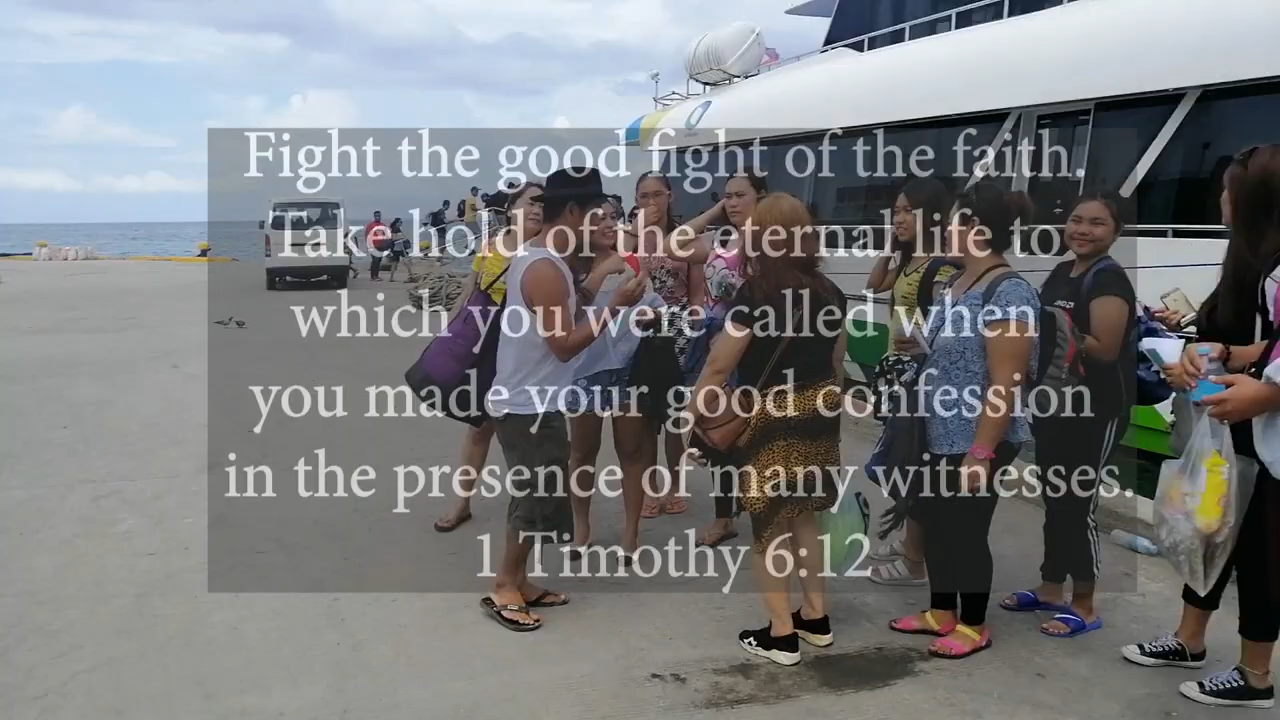 Fight the good fight of the faith.
Take hold of the eternal life to
which you were called when
you made your good confession
in the presence of many witnesses.
1 Timothy 6:12